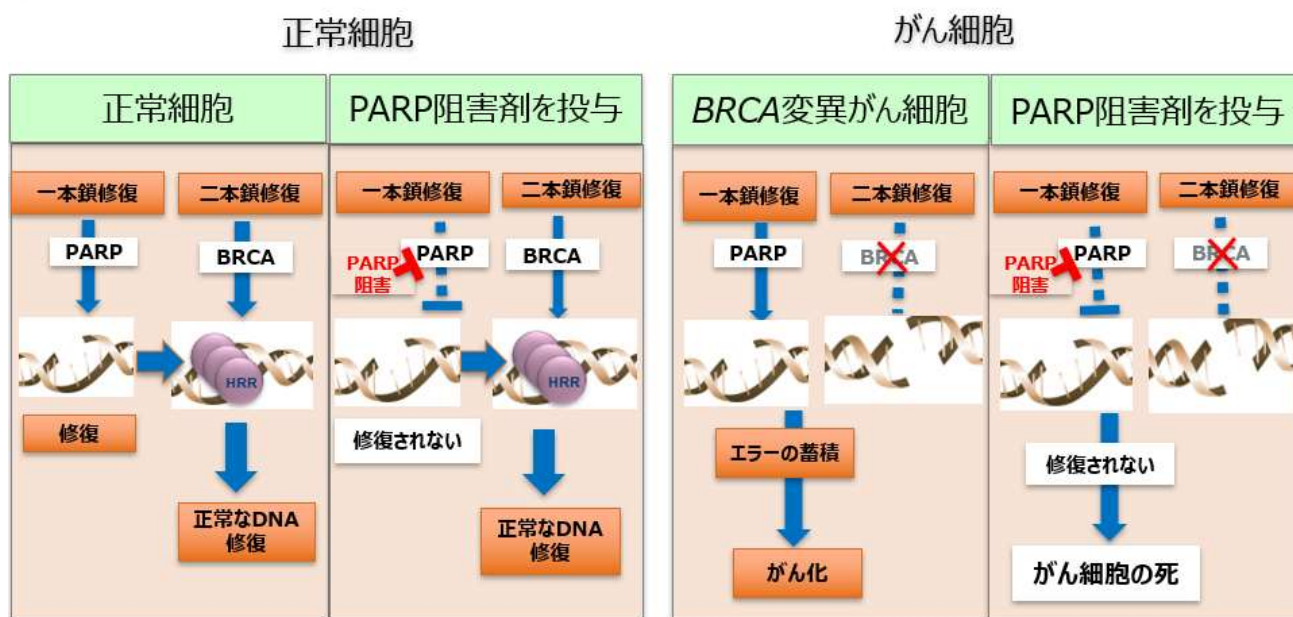 正常細胞
がん細胞
正常細胞
PARP阻害剤を投与
BRCA変異がん細胞
PARP阻害剤を投与
一本鎖修復
二本鎖修復
一本鎖修復
二本鎖修復
一本鎖修復
二本鎖修復
一本鎖修復
二本鎖修復
PARP
BRCA
PARP
阻害
PARP
BRCA
PARP
BRCA
PARP
阻害
PARP
BRCA
HRR
HRR
修復
修復されない
エラーの蓄積
修復されない
正常なDNA
修復
正常なDNA
修復
がん化
がん細胞の死